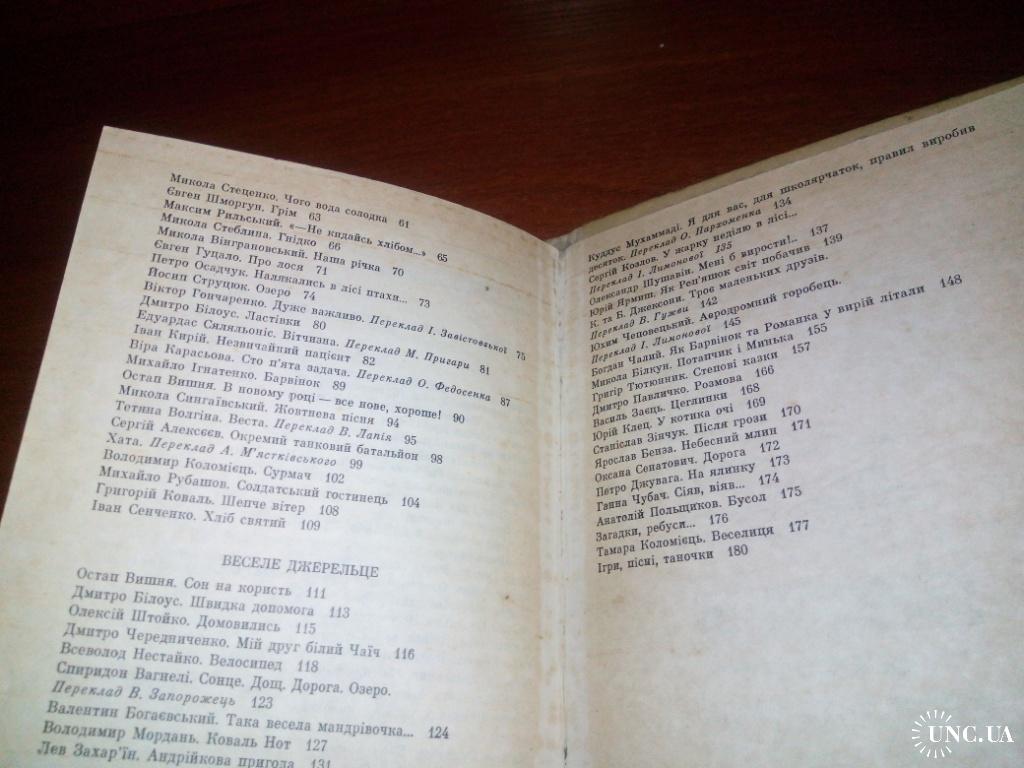 Микола Стеценко. Чого вода солодка 61
Євген Шморгун. Грім 63
Максим Рильський. «— Не кидайсь хлібом...» 65
Микола Стеблина. Гнідко 66
Микола Вінграновський. Наша річка 70
Євген Гуцало. Про лося 71
Петро Осадчук. Налякались в лісі птахи... 73
Йосип Струцюк. Озеро 74
Віктор Гончаренко. Дуже важливо. Переклад І. Завістовської 75
Дмитро Білоус. Ластівки 80
Едуардас Сяляльоніс. Вітчизна. Переклад М. Пригари 81
Іван Кирій. Незвичайний пацієнт 82
Віра Карасьова. Сто п'ята задача. Переклад О. Федосенка 87
Михайло Ігнатенко. Барвінок 89
Остап Вишня. В новому році — все нове, хороше! 90
Микола Сингаївський. Жовтнева пісня 94
Тетяна Волгіна. Веста. Переклад В. Лапія 95
Сергій Алексєєв. Окремий танковий батальйон 98
Хата. Переклад А. М'ястківського 99
Володимир Коломієць. Сурмач 102
Михайло Рубашов. Солдатський гостинець 104
Григорій Коваль. Шепче вітер 108
Іван Сенченко. Хліб святий 109
ВЕСЕЛЕ ДЖЕРЕЛЬЦЕ
Остап Вишня. Сон на користь 111
Дмитро Білоус. Швидка допомога 113
Олексій Штойко. Домовились 115
Дмитро Чередниченко. Мій друг білий Чаїч 116
Всеволод Нестайко. Велосипед 118
Спиридон Вагнелі. Сонце. Дощ. Дорога. Озеро.
Переклад В. Запорожець 123
Валентин Богаєвський. Така весела мандрівочка... 124
Володимир Мордань. Коваль Нот 127
Лев Захар'їн. Андрійкова пригода 131
Куддус Мухаммаді. Я для вас, для школярчаток, правил виробив
десяток. Переклад О. Пархоменка 134
Сергій Козлов. У жарку неділю в лісі...
Переклад І. Лимонової 135
Олександр Шушавін. Мені б вирости!.. 137
Юрій Ярмиш. Як Реп'яшок світ побачив 139
К. та Б. Джексони. Троє маленьких друзів.
Переклад В. Гужви 142
Юхим Чеповецький. Аеродромний горобець.
Переклад І. Лимонової 145
Богдан Чалий. Як Барвінок та Романка у вирій літали 148
Микола Білкун. Потапчик і Минька 155
Григір Тютюнник. Степові казки 157
Дмитро Павличко. Розмова 166
Василь Заєць. Цеглинки 168
Юрій Клец. У котика очі 169
Станіслав Зінчук. Після грози 170
Ярослав Бенза. Небесний млин 171
Оксана Сенатович. Дорога 172
Петро Джувага. На ялинку 173
Ганна Чубач. Сіяв, віяв... 174
Анатолій Польщиков. Бусол 175
Загадки, ребуси... 176
Тамара Коломієць. Веселиця 177
Ігри, пісні, таночки 180
UNC.UA